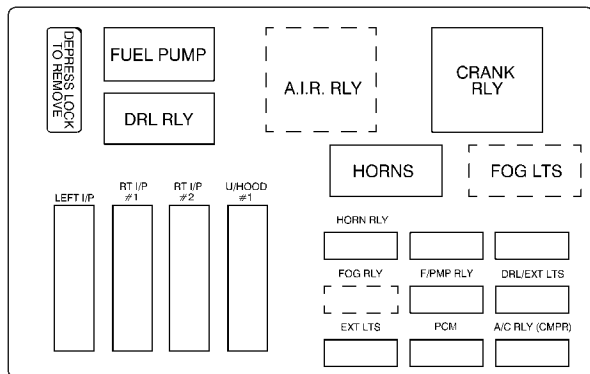 DEPRESS LOCK
TO REMOVE
FUEL PUMP
DRL RLY
A.I.R. RLY
CRANK
RLY
HORNS
FOG LTS
LEFT I/P
RT I/P
#1
RT I/P
#2
U/HOOD
#1
HORN RLY
FOG RLY
F/PMP RLY
DRL/EXT LTS
EXT LTS
PCM
A/C RLY (CMPR)